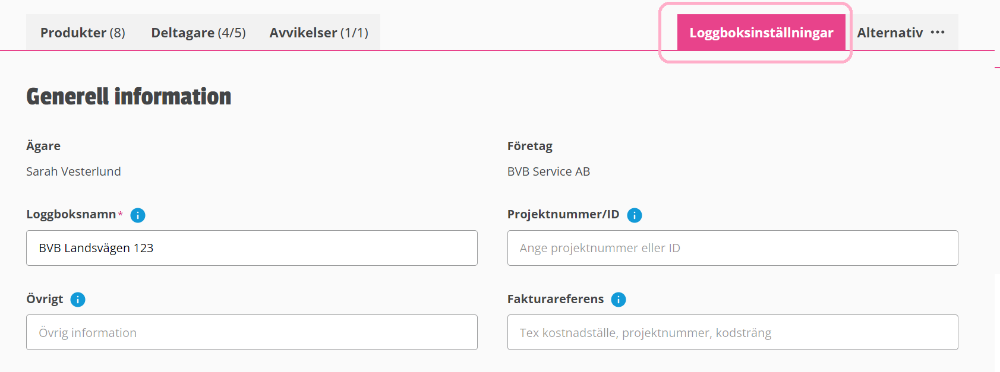 Produkter (8) Deltagare (4/5) Avvikelser (1/1) Loggboksinställningar Alternativ •••
Generell information
Ägare Företag
Sarah Vesterlund BVB Service AB
Loggboksnamn * i Projektnummer/ID i
BVB Landsvägen 123 Ange projektnummer eller ID
Övrigt i Fakturareferens i
Övrig information Tex kostnadställe, projektnummer, kodsträng